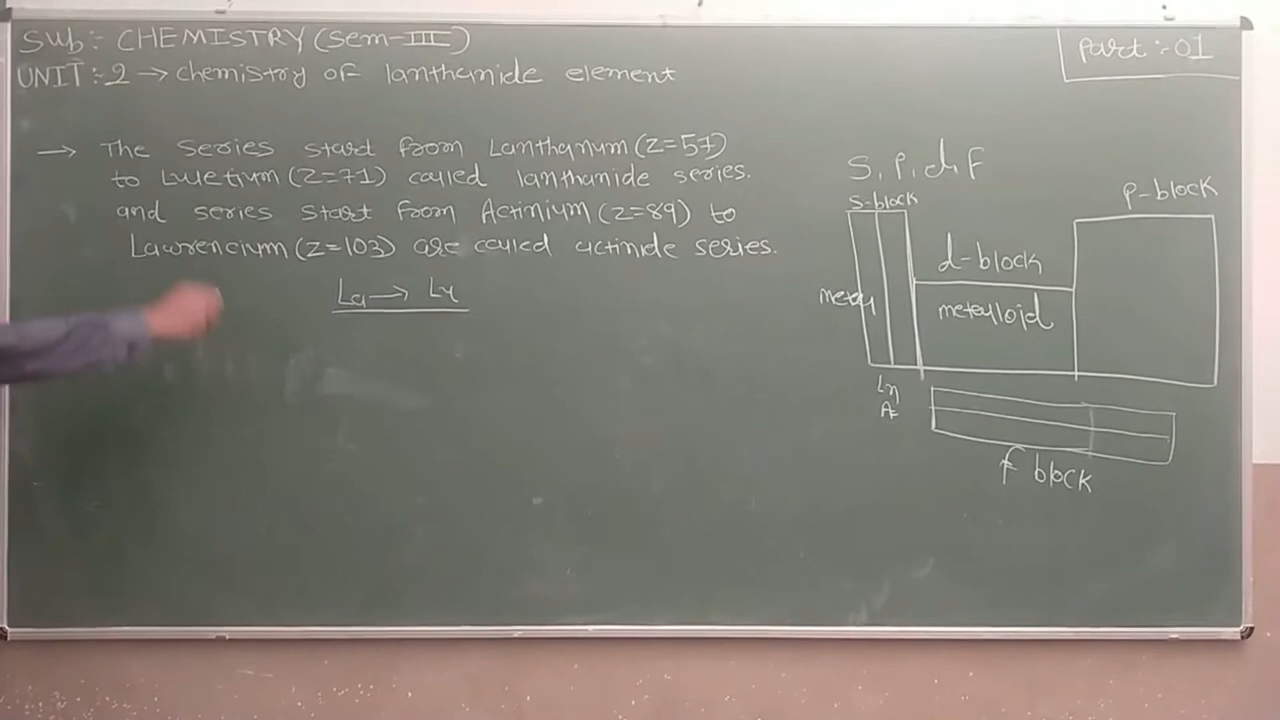 Sub:- CHEMISTRY (Sem-III)
Part :- 01
UNIT :- 2 → chemistry of lanthanide element
→ The series start from Lanthanum (Z=57)
to Lutetium (Z=71) called lanthanide series.
and series start from Actinium (Z=89) to
Lawrencium (Z=103) are called actinide series.
La → Lu
S, P, d, F
S-block
P-block
d-block
metal
metalloid
Ln
Ac
f block